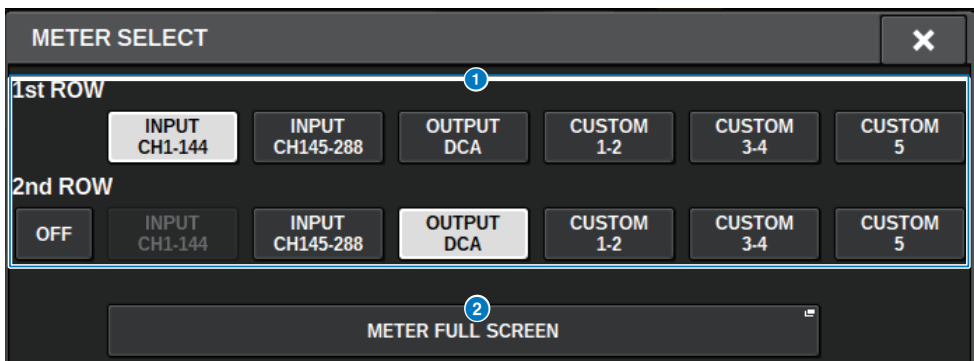 METER SELECT
1
1st ROW
INPUT CH1-144
INPUT CH145-288
OUTPUT DCA
CUSTOM 1-2
CUSTOM 3-4
CUSTOM 5
2nd ROW
OFF
INPUT CH1-144
INPUT CH145-288
OUTPUT DCA
CUSTOM 1-2
CUSTOM 3-4
CUSTOM 5
2
METER FULL SCREEN